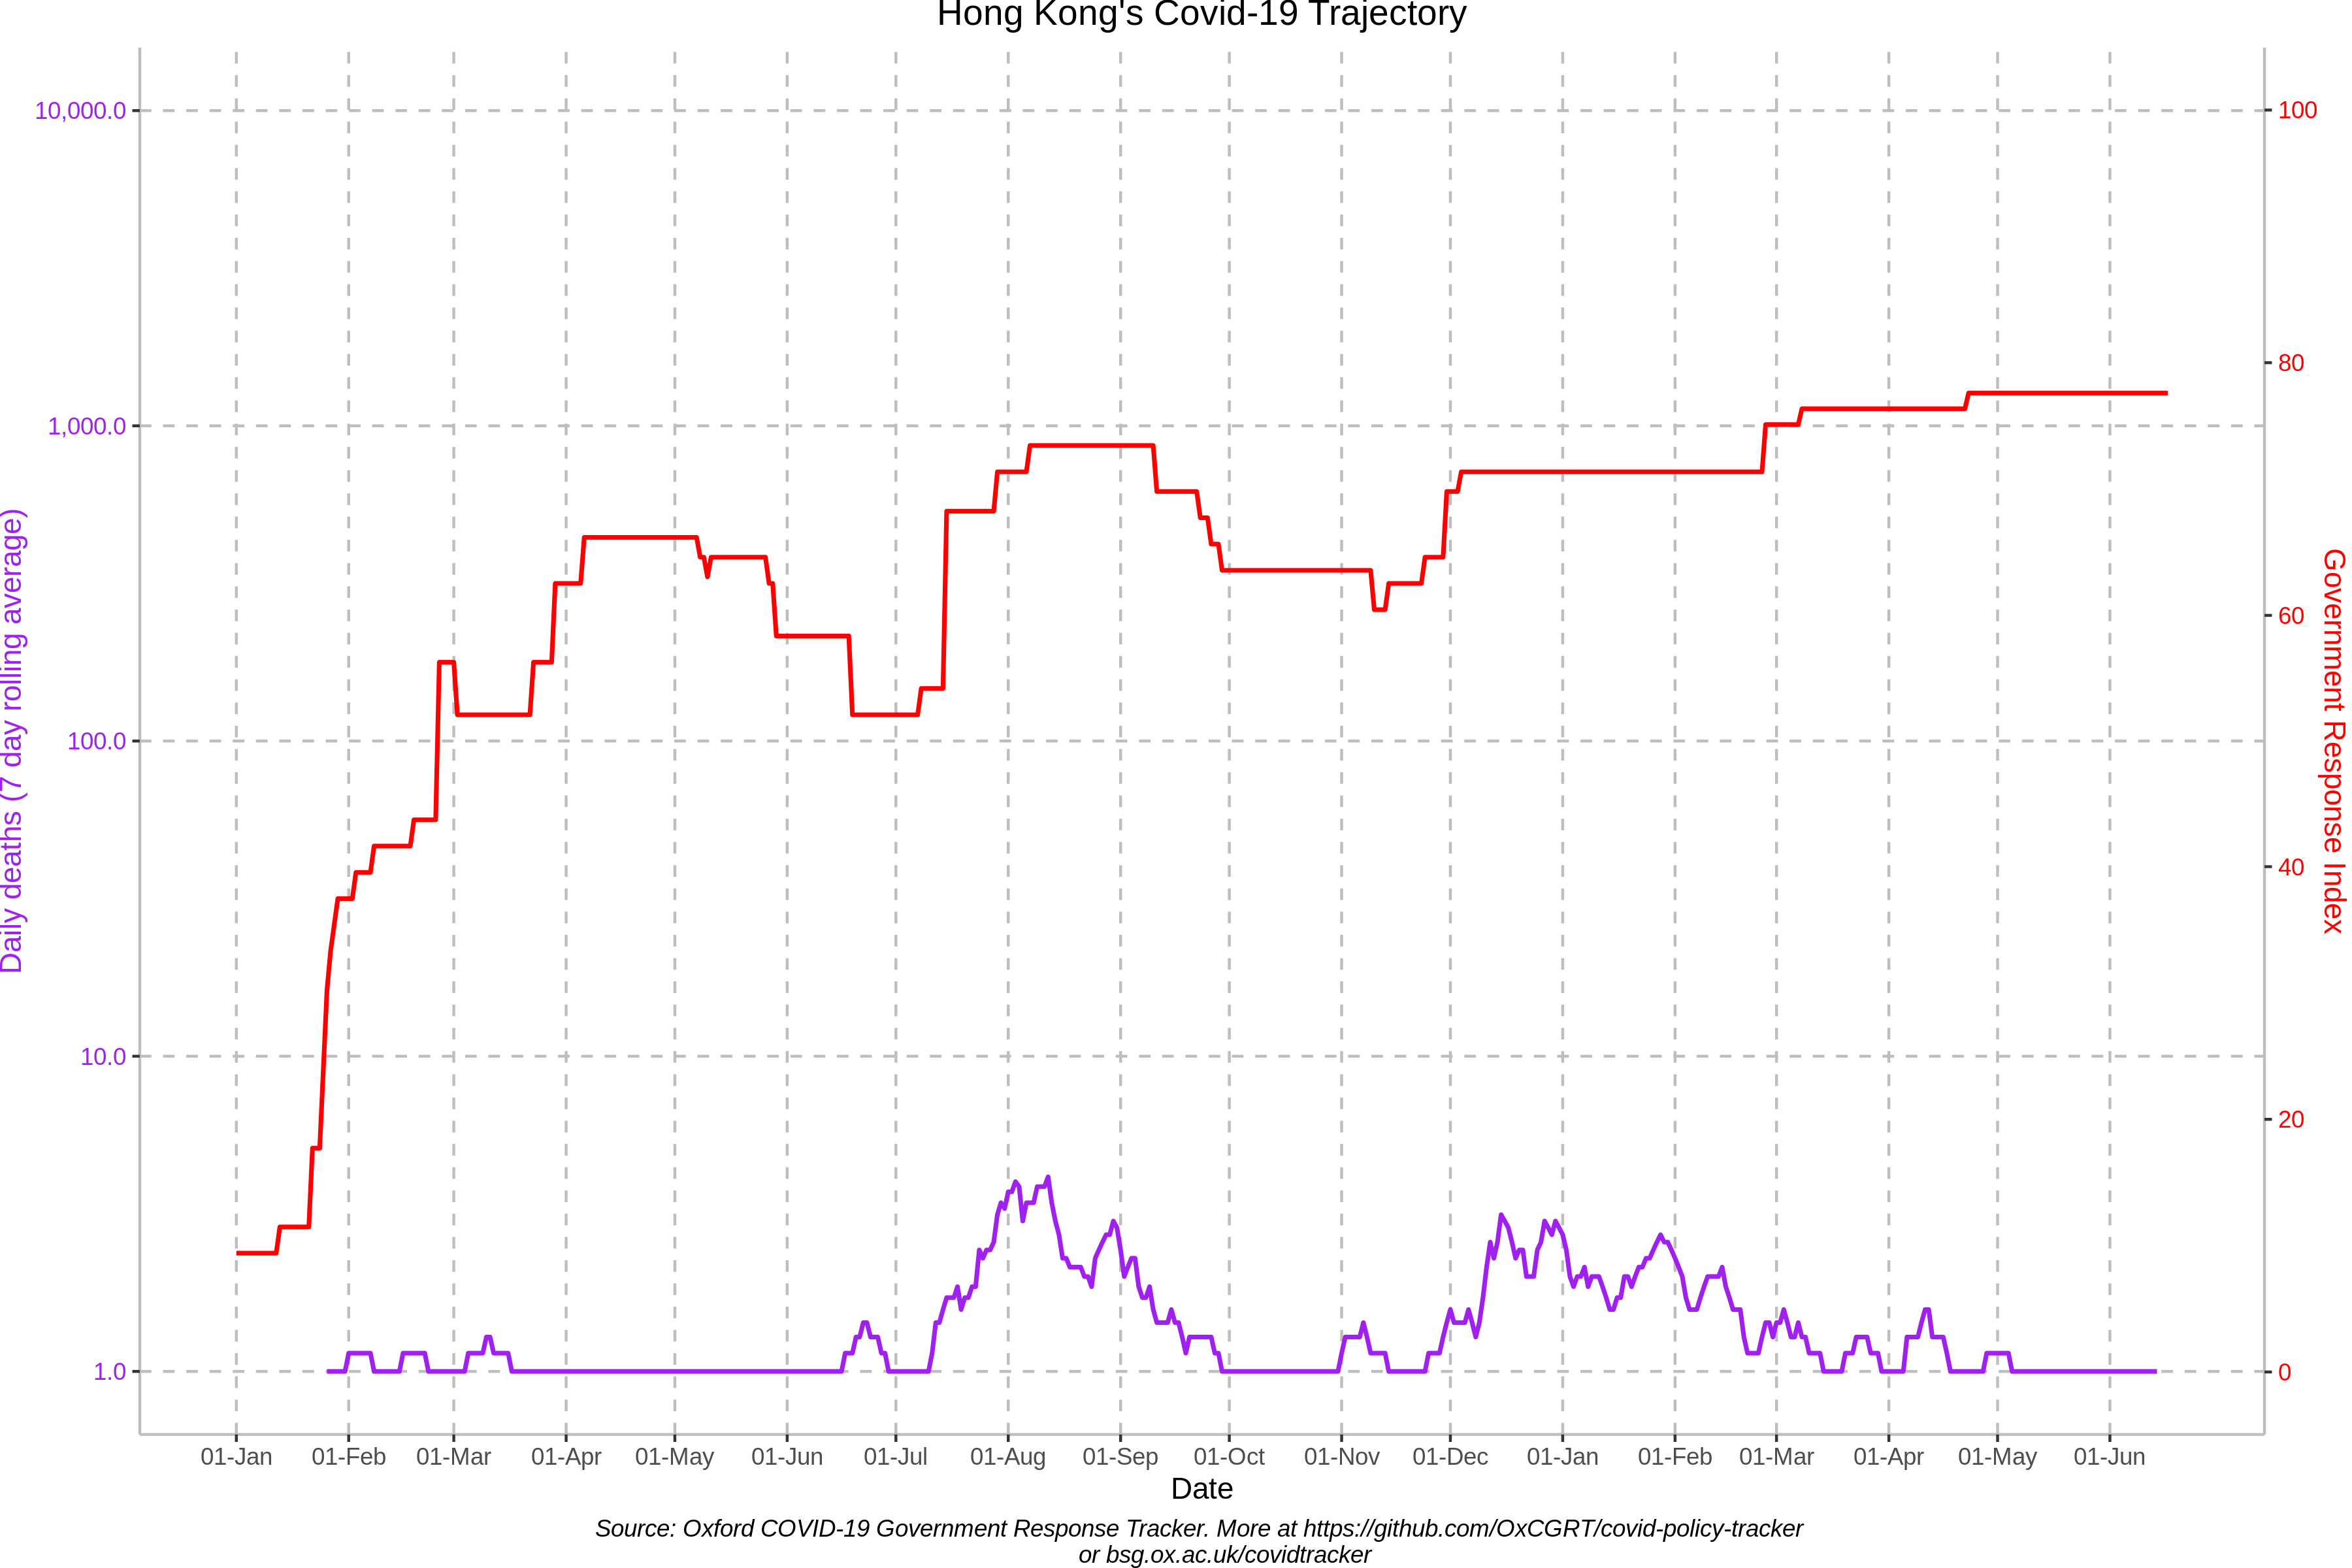 Hong Kong's Covid-19 Trajectory
10,000.0
1,000.0
100.0
10.0
1.0
Daily deaths (7 day rolling average)
100
80
60
40
20
0
Government Response Index
01-Jan 01-Feb 01-Mar 01-Apr 01-May 01-Jun 01-Jul 01-Aug 01-Sep 01-Oct 01-Nov 01-Dec 01-Jan 01-Feb 01-Mar 01-Apr 01-May 01-Jun
Date
Source: Oxford COVID-19 Government Response Tracker. More at https://github.com/OxCGRT/covid-policy-tracker
or bsg.ox.ac.uk/covidtracker